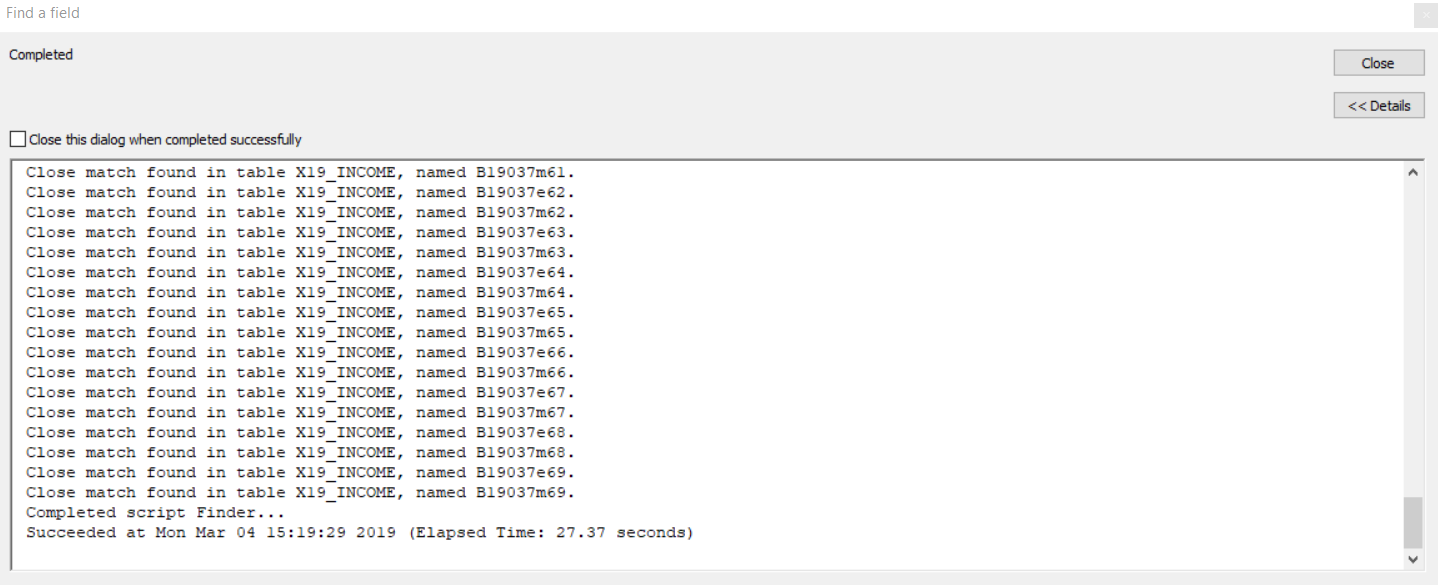 Find a field
Completed
Close
<< Details
Close this dialog when completed successfully
Close match found in table X19_INCOME, named B19037m61.
Close match found in table X19_INCOME, named B19037e62.
Close match found in table X19_INCOME, named B19037m62.
Close match found in table X19_INCOME, named B19037e63.
Close match found in table X19_INCOME, named B19037m63.
Close match found in table X19_INCOME, named B19037e64.
Close match found in table X19_INCOME, named B19037m64.
Close match found in table X19_INCOME, named B19037e65.
Close match found in table X19_INCOME, named B19037m65.
Close match found in table X19_INCOME, named B19037e66.
Close match found in table X19_INCOME, named B19037m66.
Close match found in table X19_INCOME, named B19037e67.
Close match found in table X19_INCOME, named B19037m67.
Close match found in table X19_INCOME, named B19037e68.
Close match found in table X19_INCOME, named B19037m68.
Close match found in table X19_INCOME, named B19037e69.
Close match found in table X19_INCOME, named B19037m69.
Completed script Finder...
Succeeded at Mon Mar 04 15:19:29 2019 (Elapsed Time: 27.37 seconds)